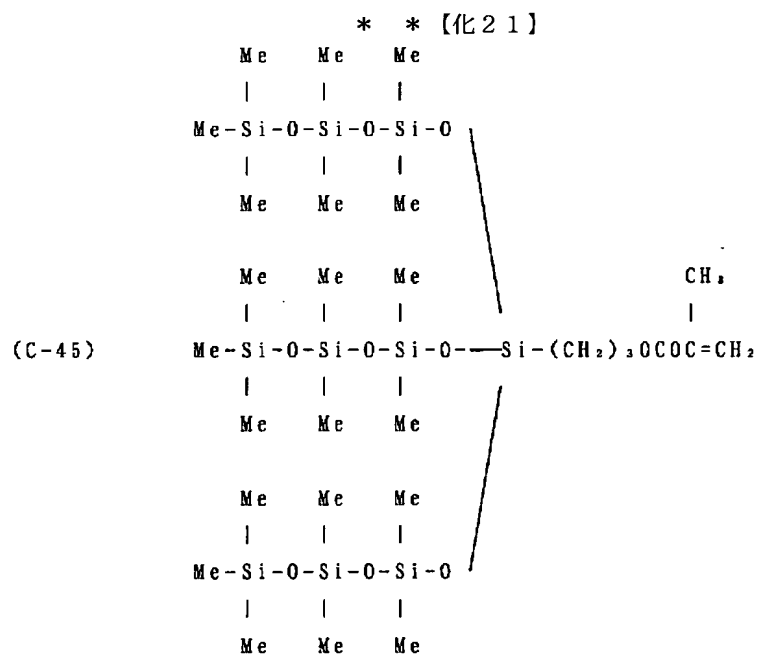 * *【化21】
Me Me Me
| | |
Me-Si-O-Si-O-Si-O
| | |
Me Me Me
Me Me Me CH₃
| | | |
(C-45) Me-Si-O-Si-O-Si-O-―Si-(CH₂)₃OCOC=CH₂
| | |
Me Me Me
Me Me Me
| | |
Me-Si-O-Si-O-Si-O
| | |
Me Me Me